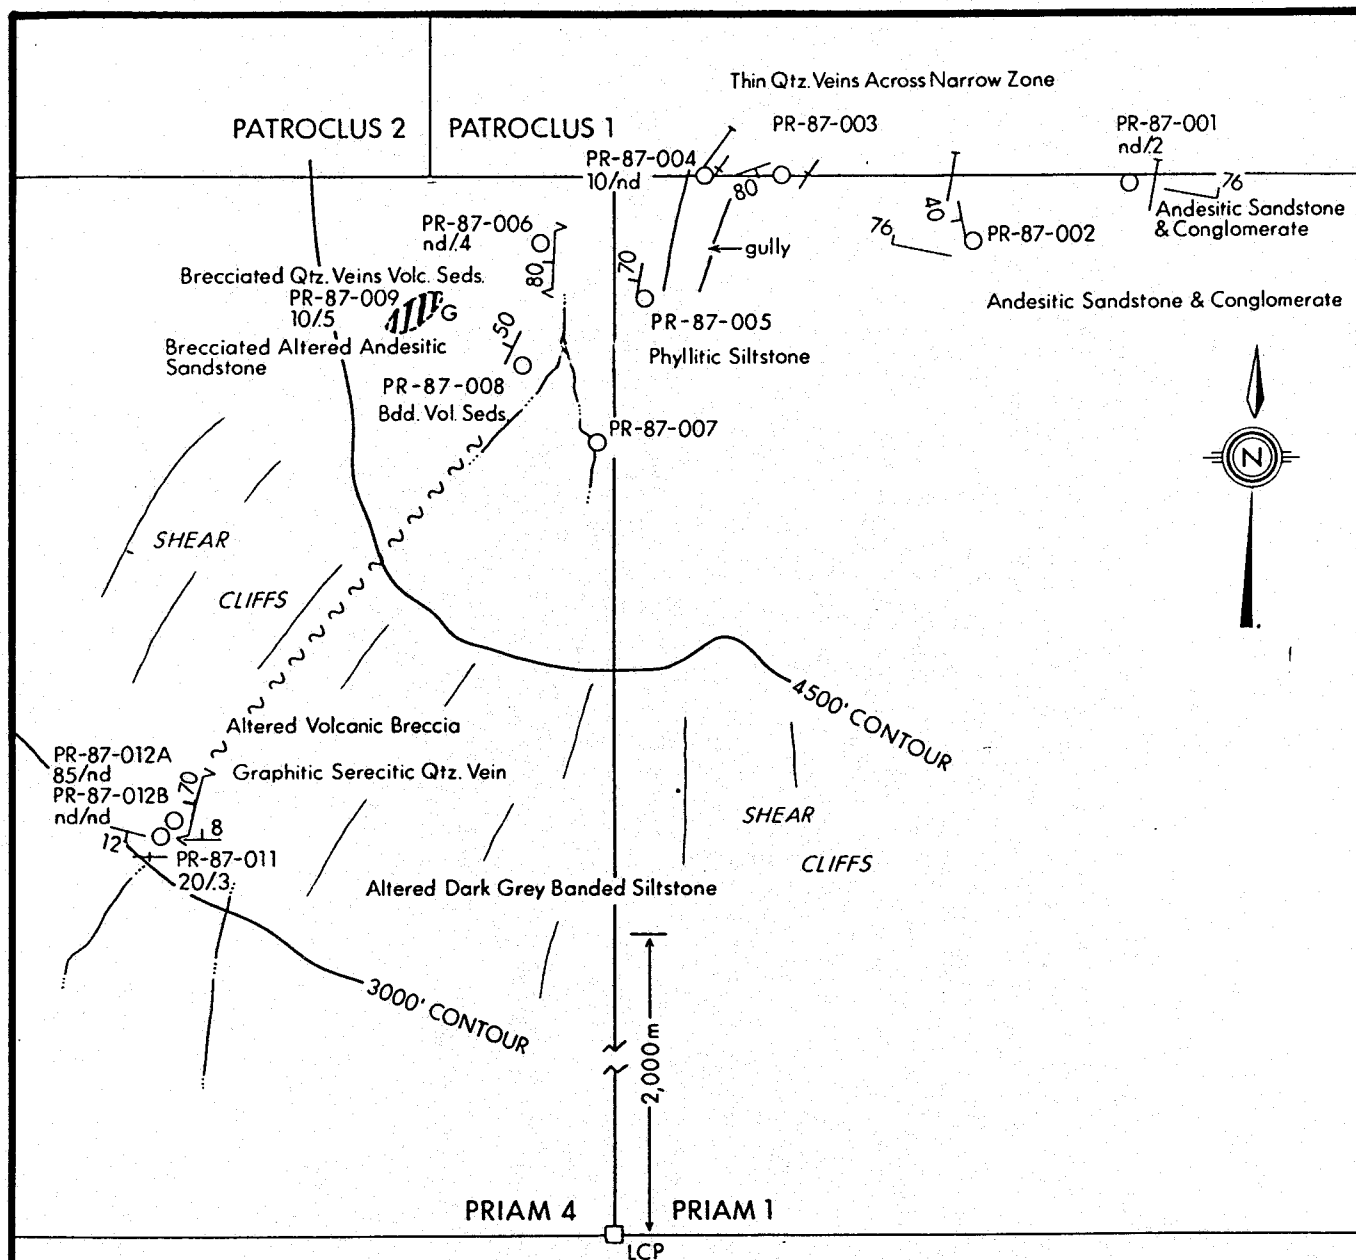 Thin Qtz. Veins Across Narrow Zone
PATROCLUS 2
PATROCLUS 1
PR-87-003
PR-87-001
nd/.2
PR-87-004
10/nd
80
76
Andesitic Sandstone
& Conglomerate
PR-87-006
nd/.4
40
76
PR-87-002
gully
80
70
Brecciated Qtz. Veins Volc. Seds.
PR-87-009
10/.5
G
Andesitic Sandstone & Conglomerate
PR-87-005
50
Brecciated Altered Andesitic
Sandstone
Phyllitic Siltstone
PR-87-008
Bdd. Vol. Seds.
PR-87-007
N
SHEAR
CLIFFS
4500' CONTOUR
Altered Volcanic Breccia
PR-87-012A
85/nd
Graphitic Serecitic Qtz. Vein
70
PR-87-012B
nd/nd
SHEAR
CLIFFS
8
12
PR-87-011
20/.3
Altered Dark Grey Banded Siltstone
3000' CONTOUR
2,000m
PRIAM 4
PRIAM 1
LCP